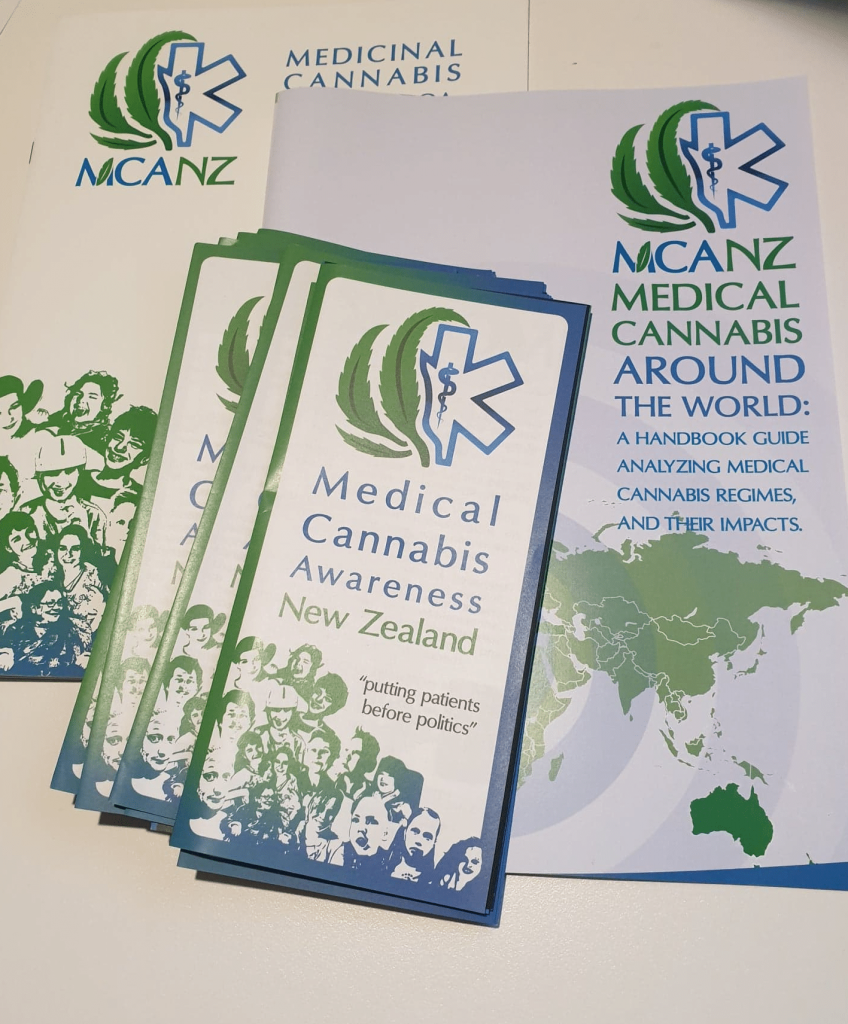 MCANZ
MEDICINAL
CANNABIS
MCANZ
MEDICAL
CANNABIS
AROUND
THE WORLD:
A HANDBOOK GUIDE
ANALYZING MEDICAL
CANNABIS REGIMES,
AND THEIR IMPACTS.
Medical
Cannabis
Awareness
New Zealand
“putting patients
before politics”
M
C
A
N